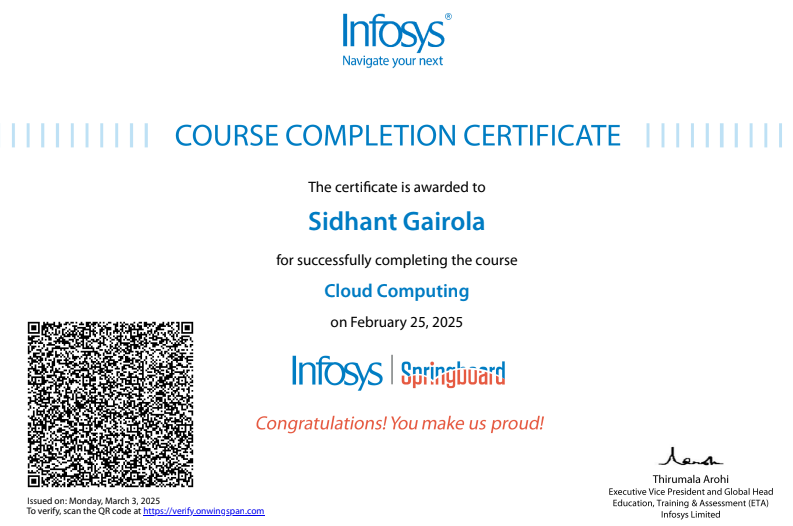 Infosys®
Navigate your next
COURSE COMPLETION CERTIFICATE
The certificate is awarded to
Sidhant Gairola
for successfully completing the course
Cloud Computing
on February 25, 2025
Infosys | Springboard
Congratulations! You make us proud!
Issued on: Monday, March 3, 2025
To verify, scan the QR code at https://verify.onwingspan.com
Thirumala Arohi
Executive Vice President and Global Head
Education, Training & Assessment (ETA)
Infosys Limited